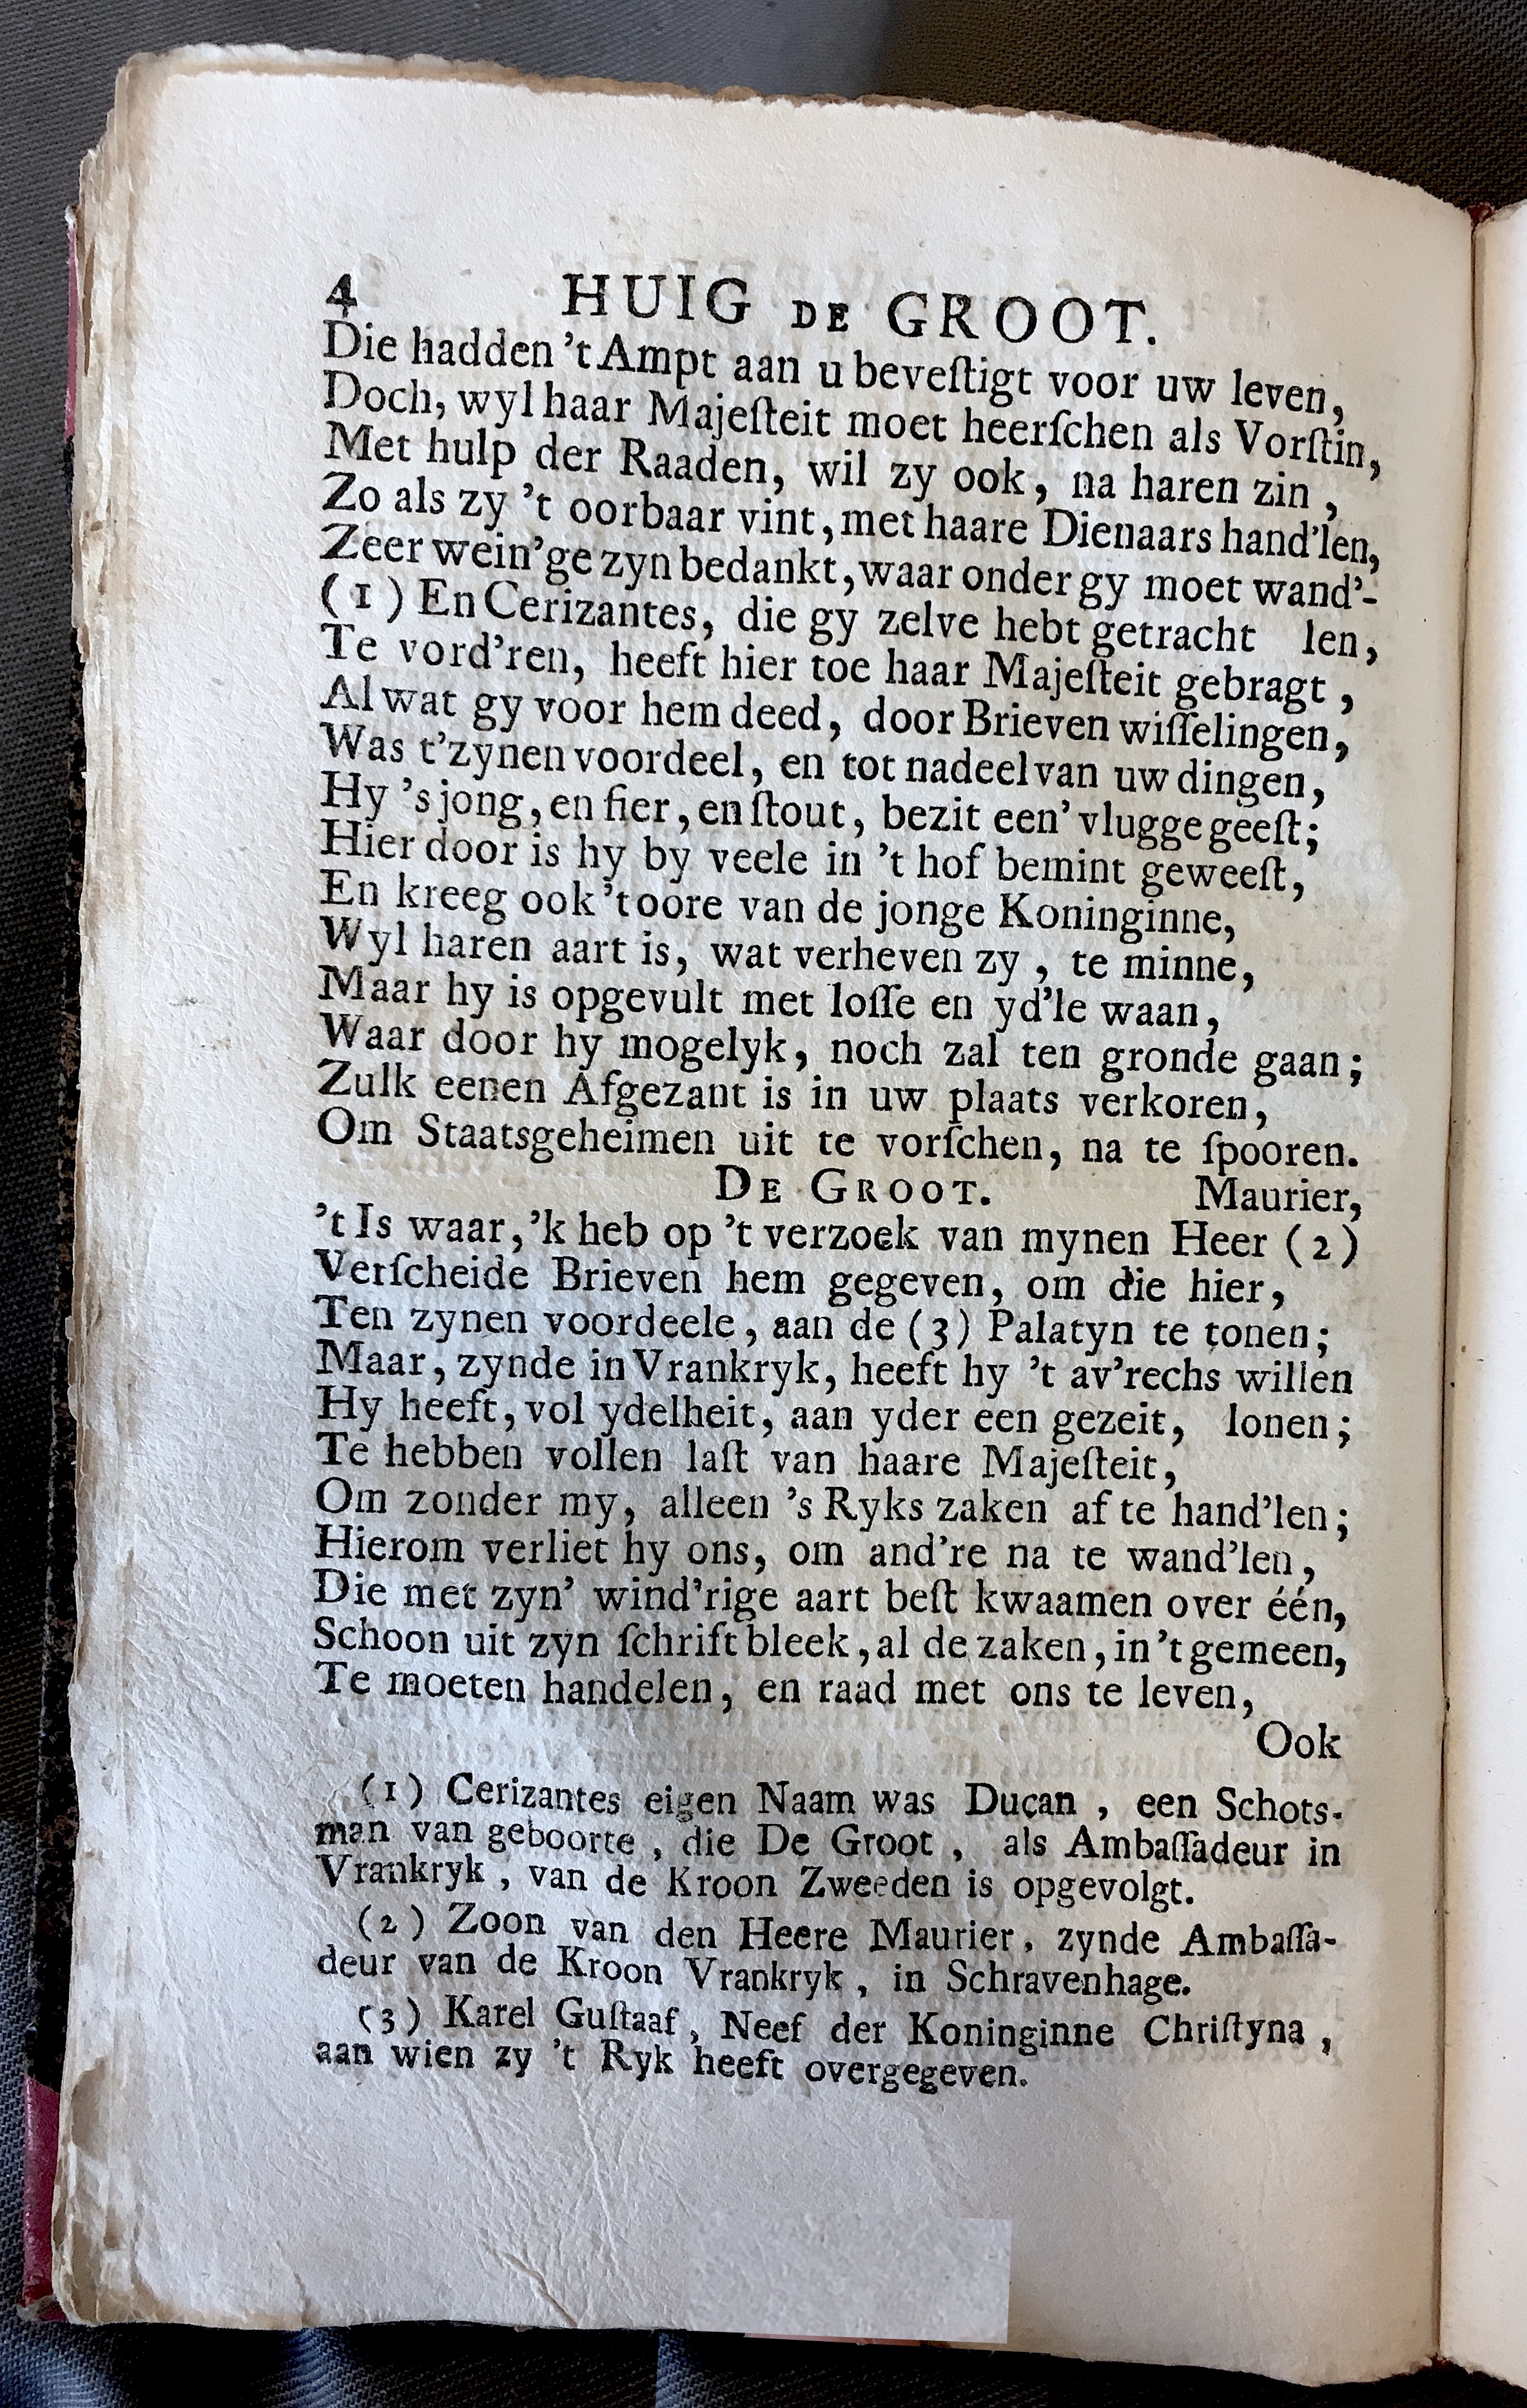 4 HUIG DE GROOT.
Die hadden 't Ampt aan u beveſtigt voor uw leven,
Doch, wyl haar Majeſteit moet heerſchen als Vorſtin,
Met hulp der Raaden, wil zy ook, na haren zin,
Zo als zy 't oorbaar vint, met haare Dienaars hand'len,
Zeer wein'ge zyn bedankt, waar onder gy moet wand'-
(1) En Cerizantes, die gy zelve hebt getracht len,
Te vord'ren, heeft hier toe haar Majeſteit gebragt,
Al wat gy voor hem deed, door Brieven wiſſelingen,
Was t'zynen voordeel, en tot nadeel van uw dingen,
Hy 's jong, en fier, en ſtout, bezit een' vlugge geeſt;
Hier door is hy by veele in 't hof bemint geweeſt,
En kreeg ook 't oore van de jonge Koninginne,
Wyl haren aart is, wat verheven zy, te minne,
Maar hy is opgevult met loſſe en yd'le waan,
Waar door hy mogelyk, noch zal ten gronde gaan;
Zulk eenen Afgezant is in uw plaats verkoren,
Om Staatsgeheimen uit te vorſchen, na te ſpooren.
DE GROOT. Maurier,
't Is waar, 'k heb op 't verzoek van mynen Heer (2)
Verſcheide Brieven hem gegeven, om die hier,
Ten zynen voordeele, aan de (3) Palatyn te tonen;
Maar, zynde in Vrankryk, heeft hy 't av'rechs willen
Hy heeft, vol ydelheit, aan yder een gezeit, lonen;
Te hebben vollen laſt van haare Majeſteit,
Om zonder my, alleen 's Ryks zaken af te hand'len;
Hierom verliet hy ons, om and're na te wand'len,
Die met zyn' wind'rige aart beſt kwaamen over één,
Schoon uit zyn ſchrift bleek, al de zaken, in 't gemeen,
Te moeten handelen, en raad met ons te leven,
Ook
(1) Cerizantes eigen Naam was Ducan, een Schots-
man van geboorte, die De Groot, als Ambaſſadeur in
Vrankryk, van de Kroon Zweeden is opgevolgt.
(2) Zoon van den Heere Maurier, zynde Ambaſſa-
deur van de Kroon Vrankryk, in Schravenhage.
(3) Karel Guſtaaf, Neef der Koninginne Chriſtyna,
aan wien zy 't Ryk heeft overgegeven.